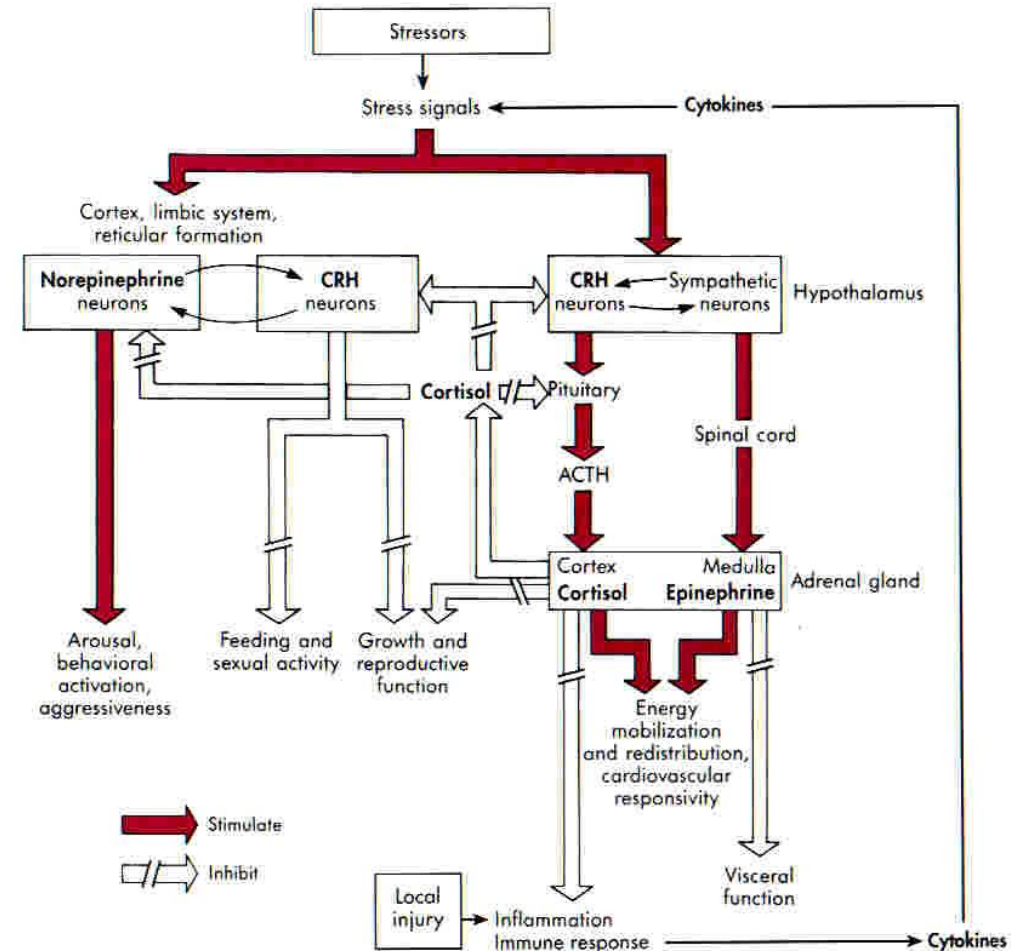 Stressors
Stress signals
Cytokines
Cortex, limbic system,
reticular formation
Norepinephrine
neurons
CRH
neurons
CRH
neurons
Sympathetic
neurons
Hypothalamus
Cortisol
Pituitary
Spinal cord
ACTH
Cortex
Cortisol
Medulla
Epinephrine
Adrenal gland
Arousal,
behavioral
activation,
aggressiveness
Feeding and
sexual activity
Growth and
reproductive
function
Energy
mobilization
and redistribution,
cardiovascular
responsivity
Stimulate
Inhibit
Visceral
function
Local
injury
Inflammation
Immune response
Cytokines